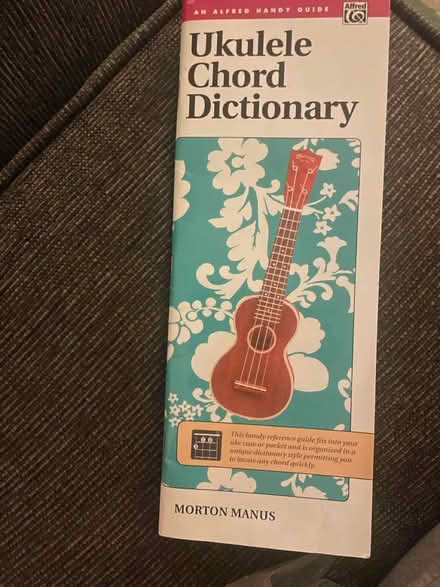 AN ALFRED HANDY GUIDE
Alfred
Ukulele
Chord
Dictionary
This handy reference guide fits into your
uke case or pocket and is organized in a
unique dictionary style permitting you
to locate any chord quickly.
MORTON MANUS